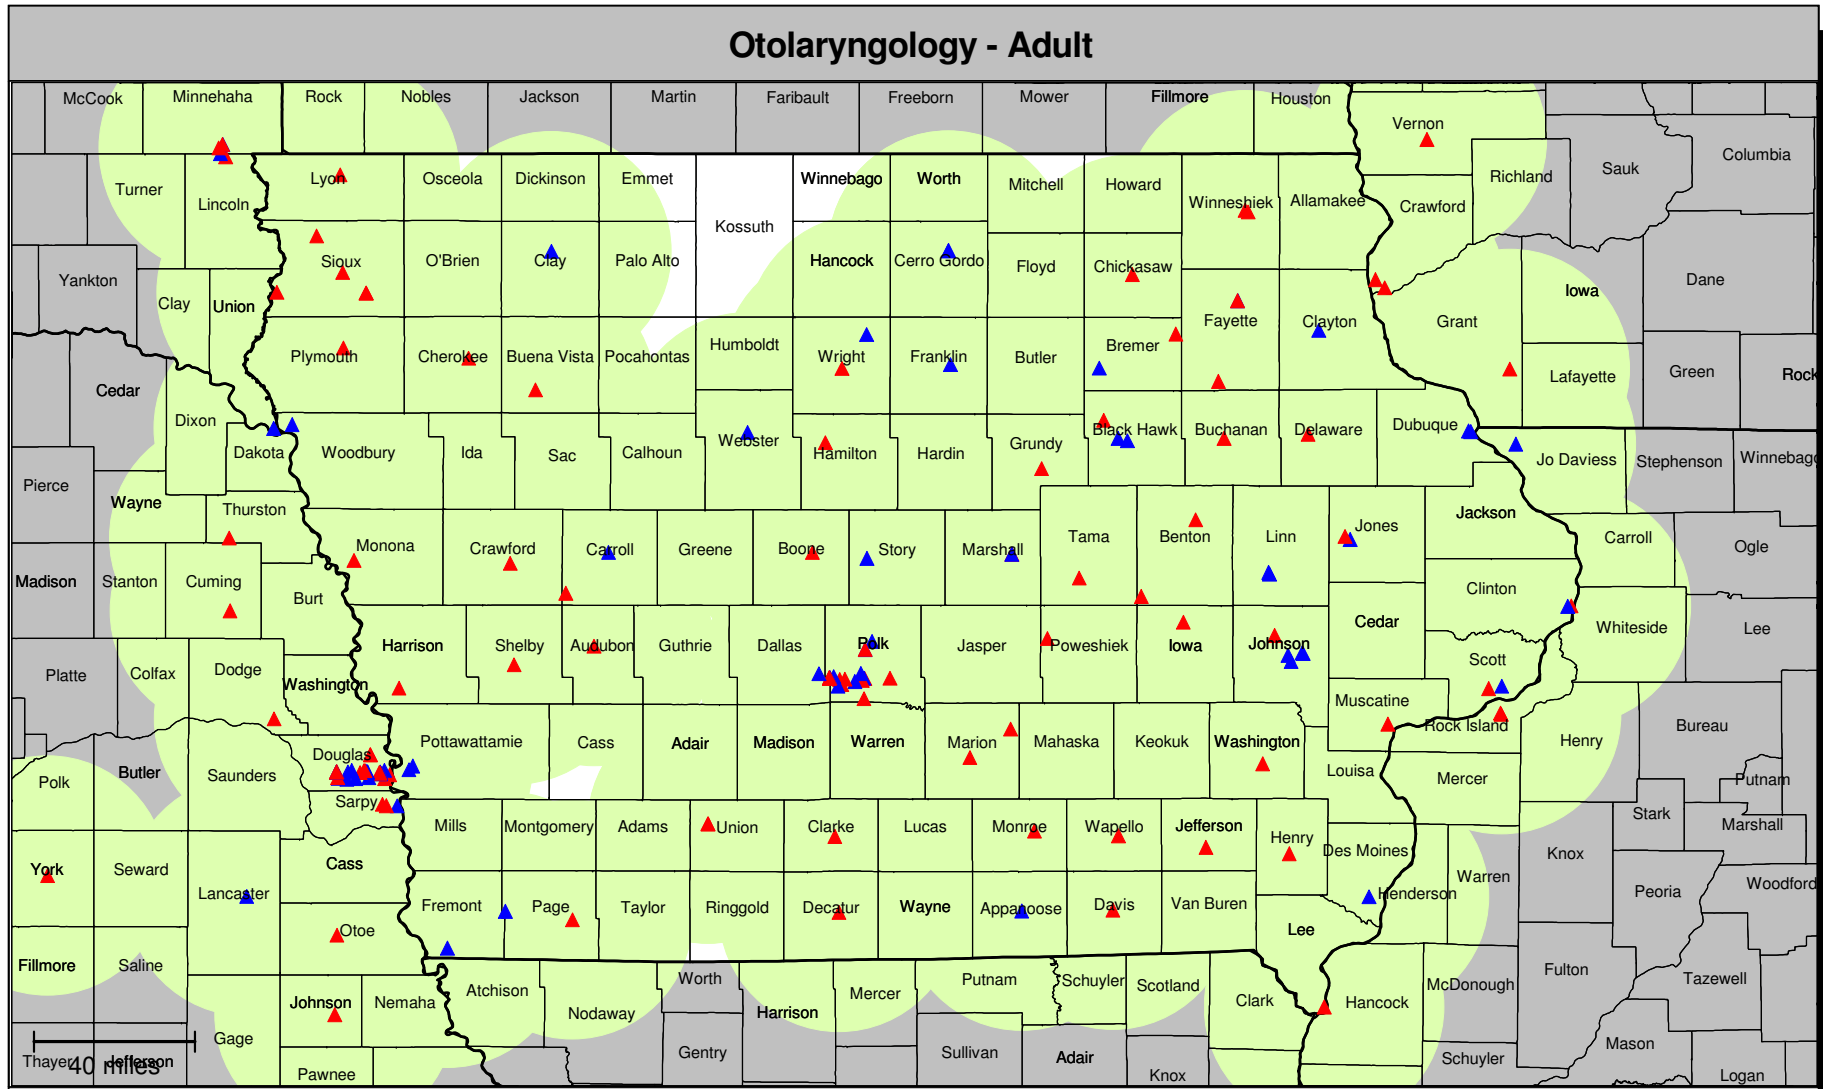 Otolaryngology - Adult
McCook Minnehaha Rock Nobles Jackson Martin Faribault Freeborn Mower Fillmore Houston
Vernon
Columbia
Turner Lincoln Lyon Osceola Dickinson Emmet Winnebago Worth Mitchell Howard Richland Sauk
Kossuth Winneshiek Allamakee Crawford
Yankton Sioux O'Brien Clay Palo Alto Hancock Cerro Gordo Floyd Chickasaw Dane
Clay Union Iowa
Fayette Clayton Grant
Plymouth Cherokee Buena Vista Pocahontas Humboldt Wright Franklin Butler Bremer
Cedar Lafayette Green Rock
Dixon Webster Black Hawk Buchanan Delaware Dubuque
Dakota Woodbury Ida Sac Calhoun Hamilton Hardin Grundy Jo Daviess Stephenson Winnebago
Pierce
Wayne Thurston Jackson
Monona Crawford Carroll Greene Boone Story Marshall Tama Benton Linn Jones Carroll Ogle
Madison Stanton Cuming Burt Clinton
Harrison Shelby Audubon Guthrie Dallas Polk Jasper Poweshiek Iowa Johnson Cedar Whiteside Lee
Platte Colfax Dodge Washington Scott
Muscatine
Pottawattamie Cass Adair Madison Warren Marion Mahaska Keokuk Washington Rock Island Henry Bureau
Polk Butler Saunders Douglas Louisa Mercer Putnam
Sarpy Mills Montgomery Adams Union Clarke Lucas Monroe Wapello Jefferson Henry Stark Marshall
York Seward Cass Des Moines Knox
Lancaster Warren Henderson Peoria Woodford
Otoe Fremont Page Taylor Ringgold Decatur Wayne Appanoose Davis Van Buren
Lee
Fillmore Saline Fulton Tazewell
Johnson Nemaha Atchison Nodaway Worth Harrison Mercer Putnam Schuyler Scotland Clark Hancock McDonough
Gage Gentry Sullivan Adair Schuyler Mason
Thayer Jefferson
40 miles
Pawnee Knox Logan